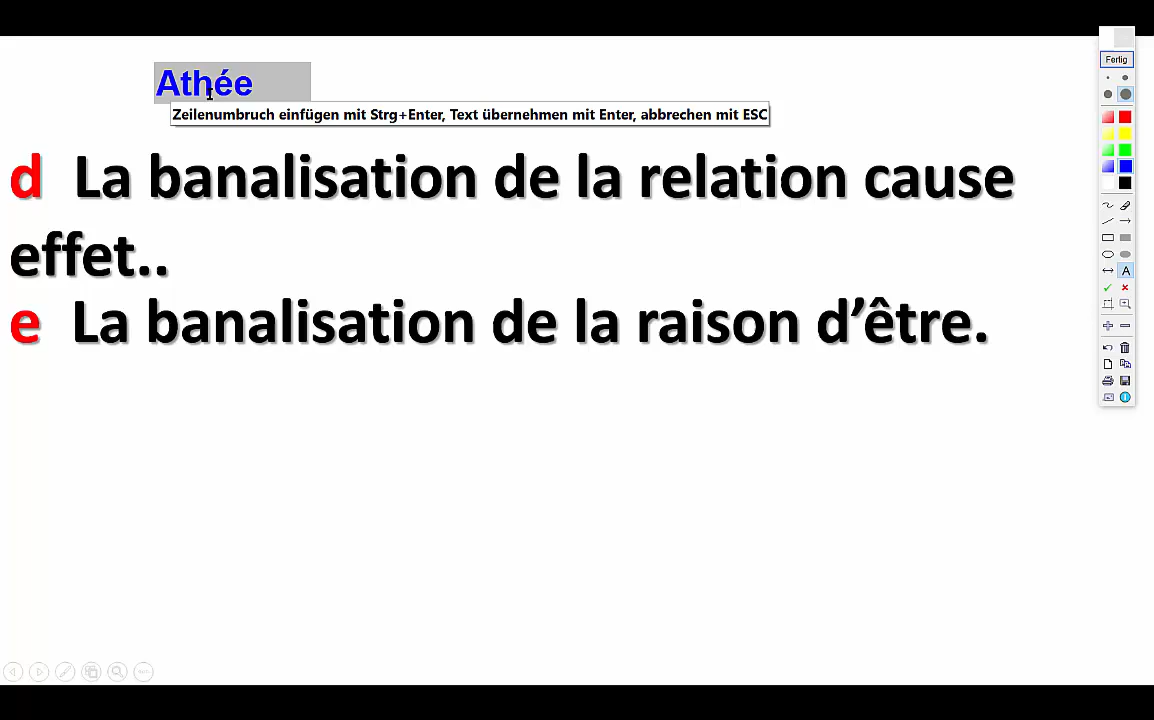 Athée
Zeilenumbruch einfügen mit Strg+Enter, Text übernehmen mit Enter, abbrechen mit ESC
Fertig
d La banalisation de la relation cause
effet..
A
e La banalisation de la raison d’être.